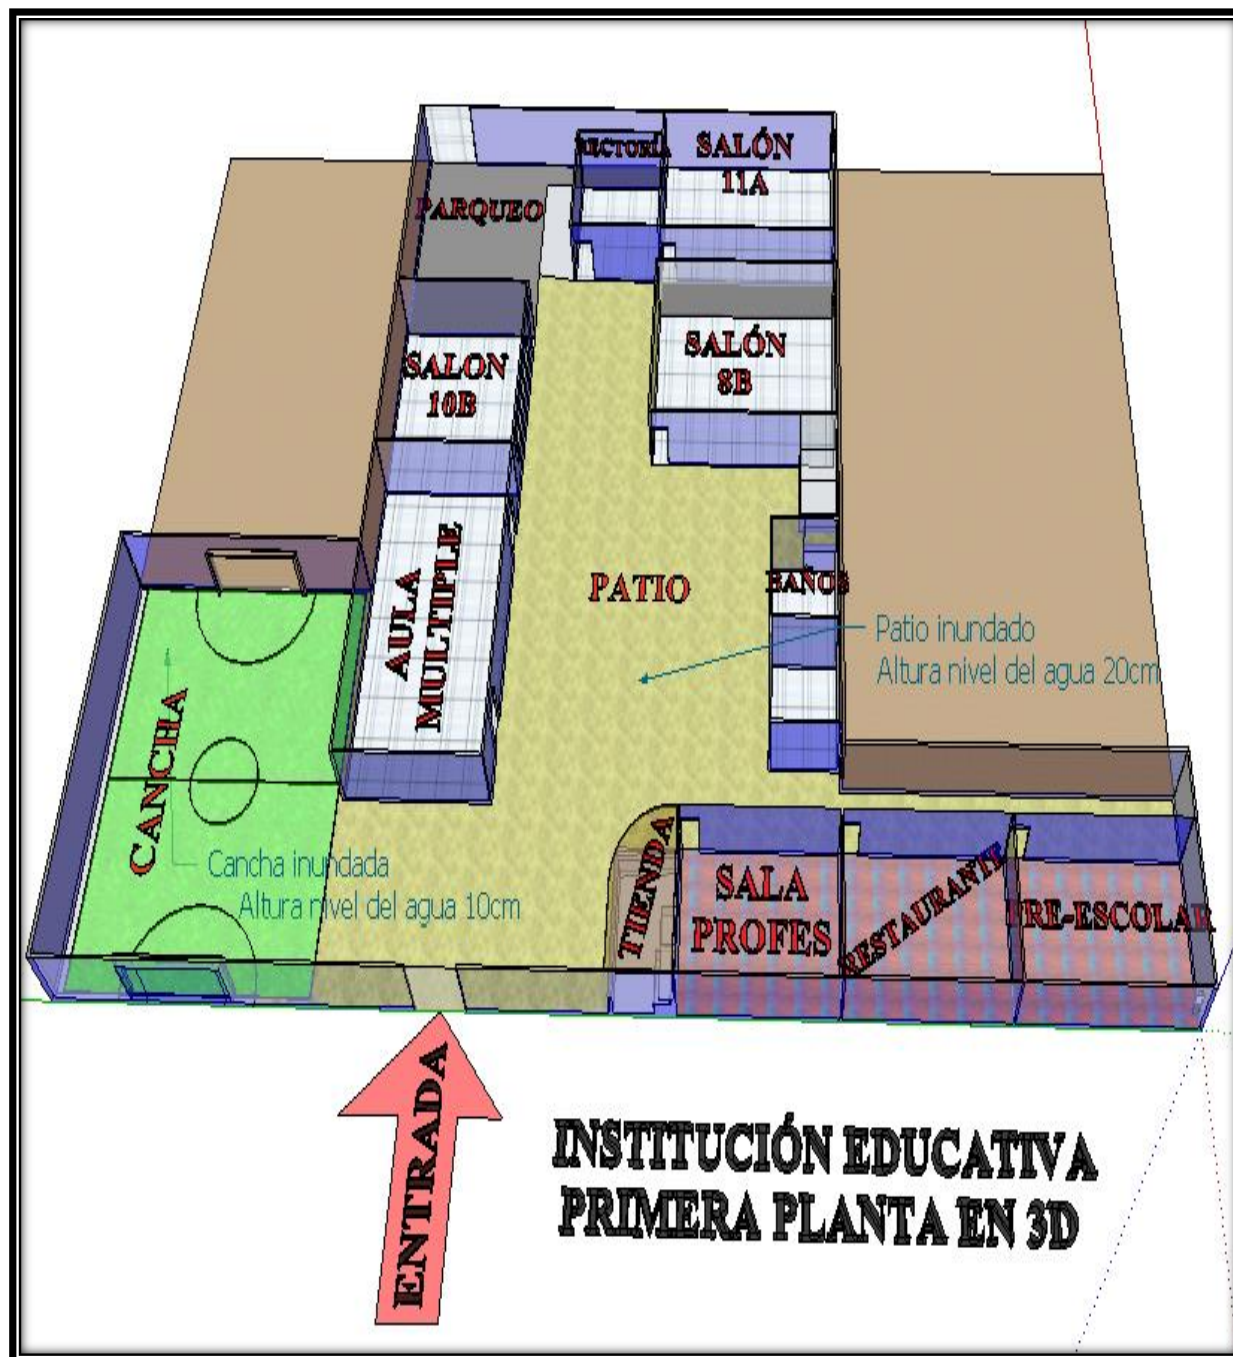 RECTORÍA
SALÓN
11A
PARQUEO
SALÓN
8B
SALON
10B
AULA
MULTIPLE
PATIO
BAÑOS
Patio inundado
Altura nivel del agua 20cm
CANCHA
Cancha inundada
Altura nivel del agua 10cm
TIENDA
SALA
PROFES
RESTAURANTE
PRE-ESCOLAR
ENTRADA
INSTITUCIÓN EDUCATIVA
PRIMERA PLANTA EN 3D